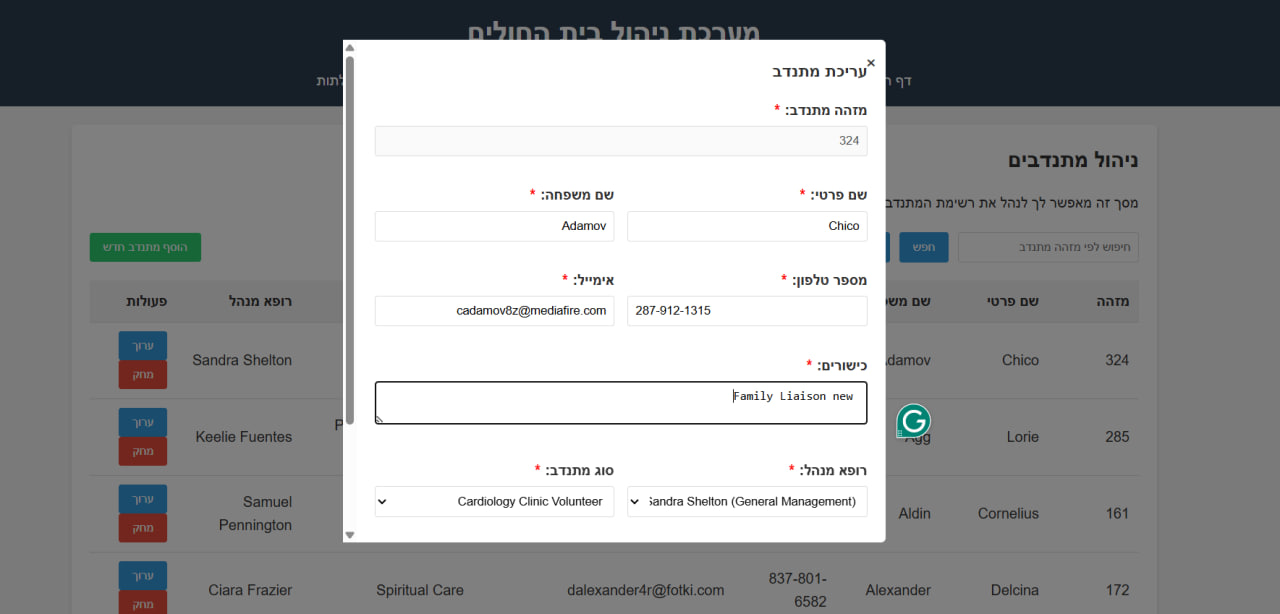 מערכת ניהול בית החולים
דף
עריכת מתנדב
×
מזהה מתנדב: *
324
שם פרטי: *
שם משפחה: *
Chico
Adamov
מספר טלפון: *
אימייל: *
287-912-1315
cadamov8z@mediafire.com
כישורים: *
Family Liaison new
רופא מנהל: *
סוג מתנדב: *
Sandra Shelton (General Management)
Cardiology Clinic Volunteer
ניהול מתנדבים
מסך זה מאפשר לך לנהל את רשימת
חיפוש לפי מזהה מתנדב
חפש
הוסף מתנדב חדש
מזהה
שם פרטי
שם
רופא מנהל
פעולות
324
Chico
Adamov
Sandra Shelton
ערוך
מחק
285
Lorie
Agg
Keelie Fuentes
ערוך
מחק
161
Cornelius
Aldin
Samuel Pennington
ערוך
מחק
172
Delcina
Alexander
837-801-6582
dalexander4r@fotki.com
Spiritual Care
Ciara Frazier
ערוך
מחק